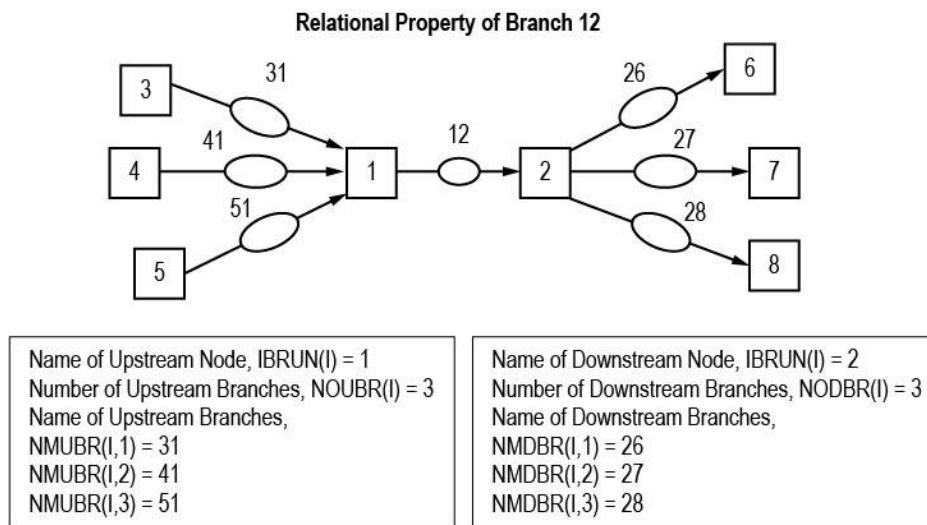 Relational Property of Branch 12
31
26
6
3
12
41
27
4
1
2
7
51
28
5
8
Name of Upstream Node, IBRUN(I) = 1
Number of Upstream Branches, NOUBR(I) = 3
Name of Upstream Branches,
NMUBR(I,1) = 31
NMUBR(I,2) = 41
NMUBR(I,3) = 51
Name of Downstream Node, IBRUN(I) = 2
Number of Downstream Branches, NODBR(I) = 3
Name of Downstream Branches,
NMDBR(I,1) = 26
NMDBR(I,2) = 27
NMDBR(I,3) = 28